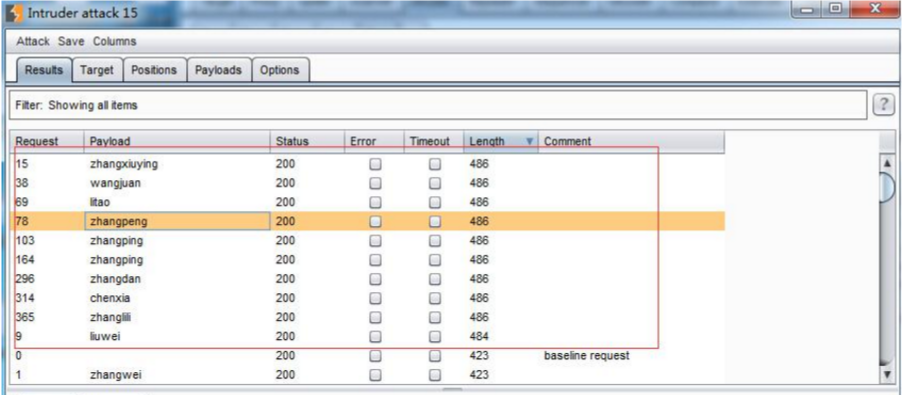 Intruder attack 15
Attack Save Columns
Results Target Positions Payloads Options
Filter: Showing all items ?
Request Payload Status Error Timeout Length Comment
15 zhangxiuying 200 486
38 wangjuan 200 486
69 litao 200 486
78 zhangpeng 200 486
103 zhangping 200 486
164 zhangping 200 486
296 zhangdan 200 486
314 chenxia 200 486
365 zhanglili 200 486
9 liuwei 200 484
0 200 423 baseline request
1 zhangwei 200 423